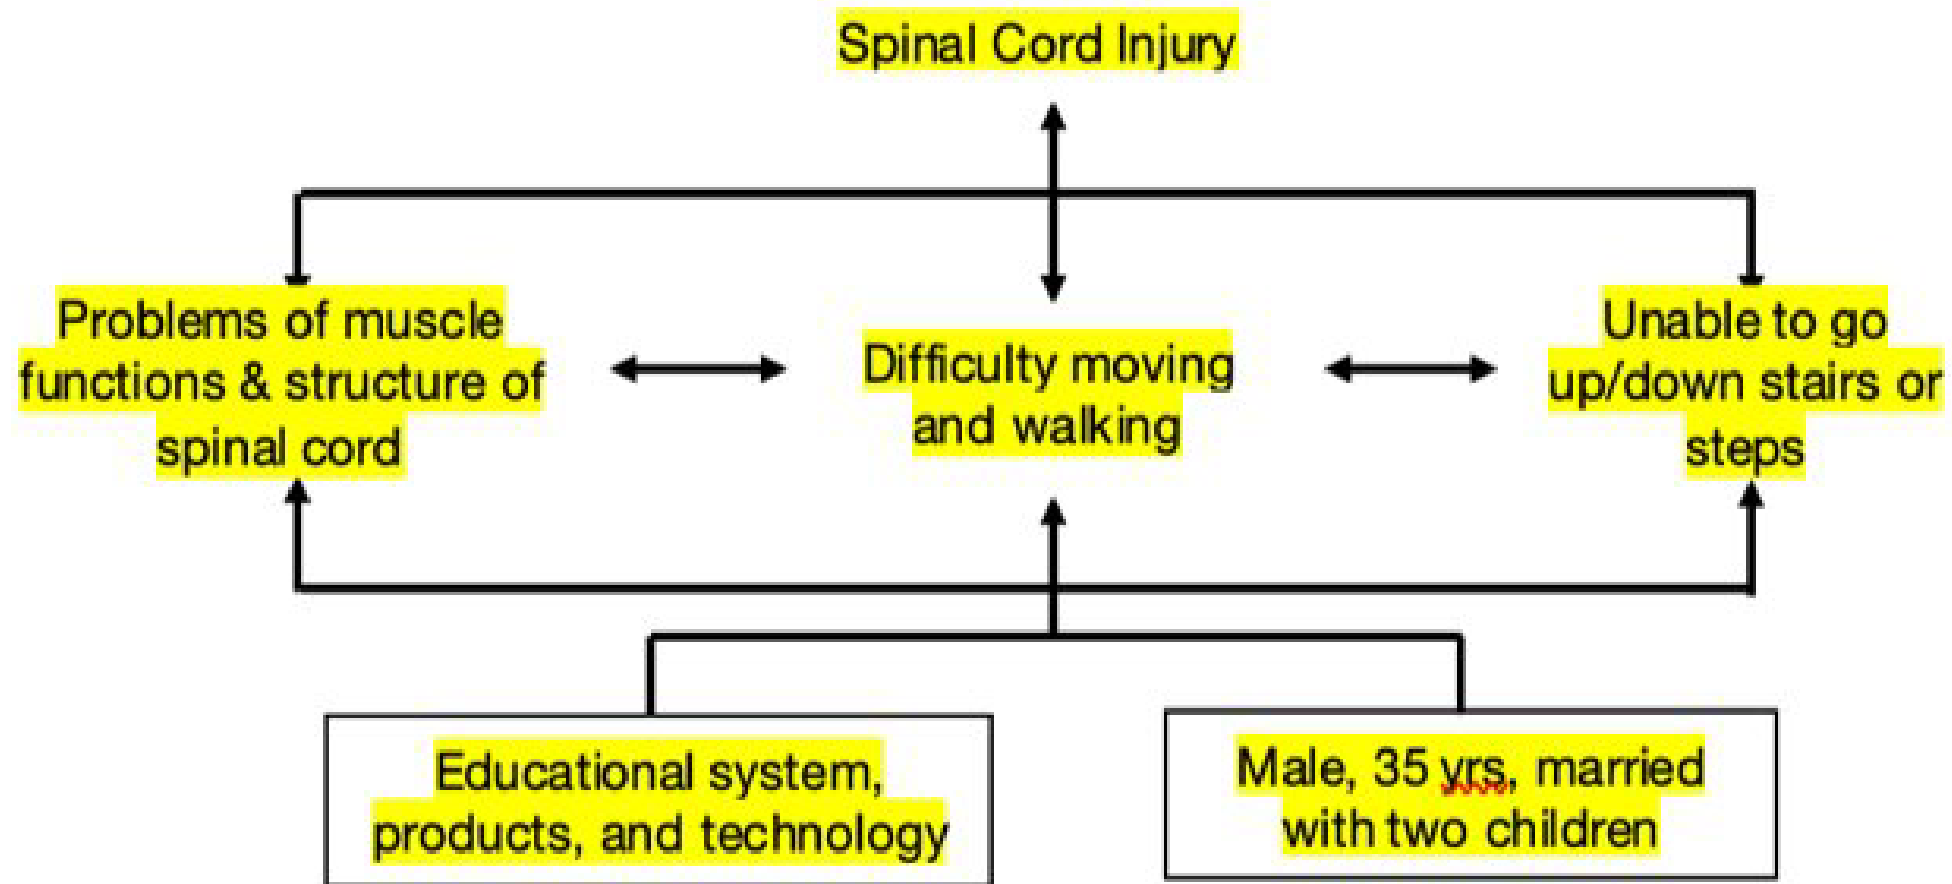 Spinal Cord Injury
Problems of muscle
functions & structure of
spinal cord
Difficulty moving
and walking
Unable to go
up/down stairs or
steps
Educational system,
products, and technology
Male, 35 yrs, married
with two children